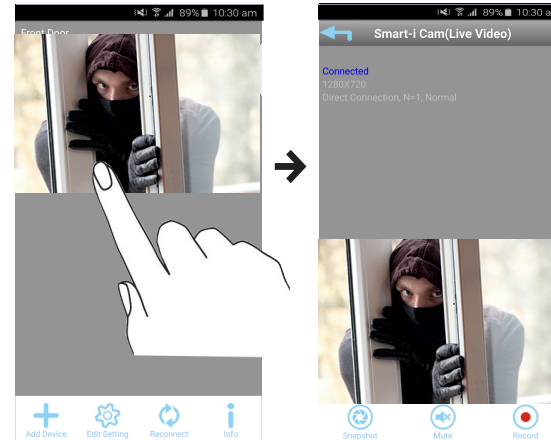 89% 10:30 am
Front Door
Add Device
Edit Setting
Reconnect
Info
89% 10:30 a
Smart-i Cam(Live Video)
Connected
1280X720
Direct Connection, N=1, Normal
Snapshot
Mute
Record